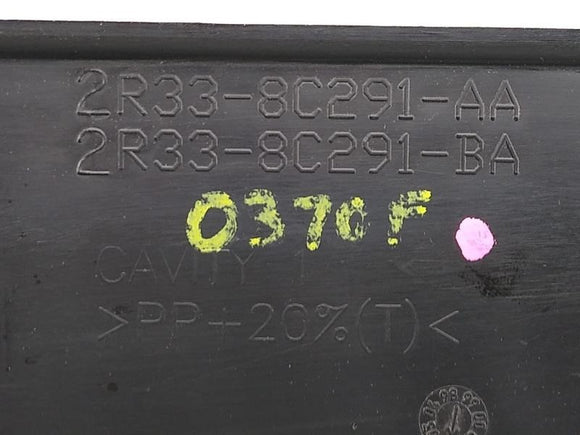 2R33-8C291-AA
2R33-8C291-BA
0370F
CAVITY 1
>PP+20%(T)<